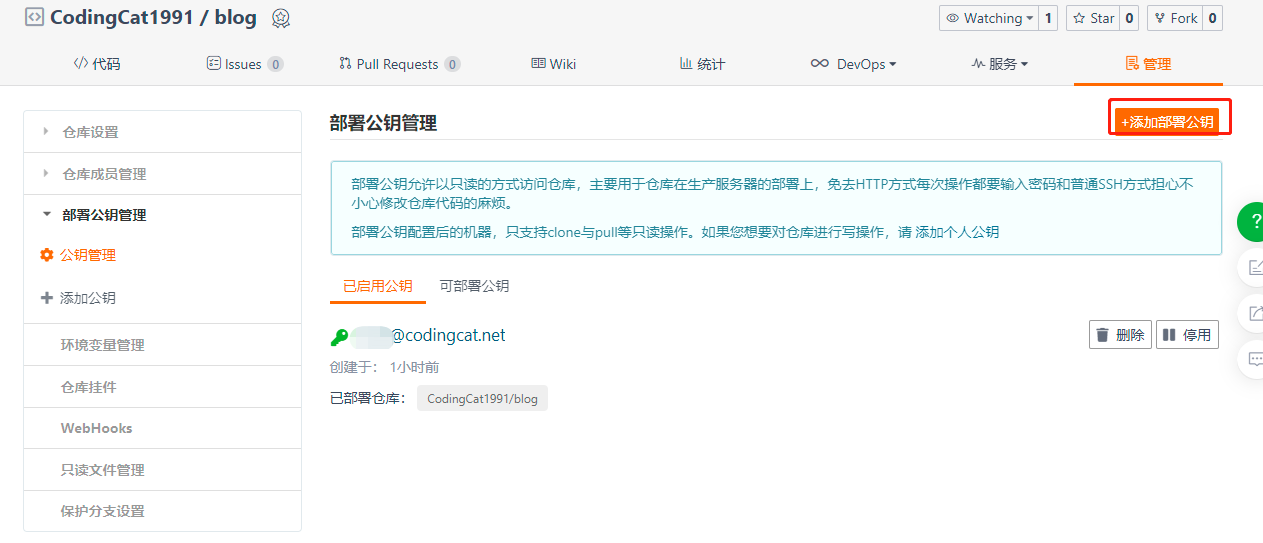 CodingCat1991 / blog
Watching 1 Star 0 Fork 0
代码 Issues 0 Pull Requests 0 Wiki 统计 DevOps 服务 管理
仓库设置
仓库成员管理
部署公钥管理
公钥管理
添加公钥
环境变量管理
仓库挂件
WebHooks
只读文件管理
保护分支设置
部署公钥管理
+添加部署公钥
部署公钥允许以只读的方式访问仓库，主要用于仓库在生产服务器的部署上，免去HTTP方式每次操作都要输入密码和普通SSH方式担心不
小心修改仓库代码的麻烦。
部署公钥配置后的机器，只支持clone与pull等只读操作。如果您想要对仓库进行写操作，请 添加个人公钥
已启用公钥 可部署公钥
@codingcat.net
删除 停用
创建于： 1小时前
已部署仓库： CodingCat1991/blog
?